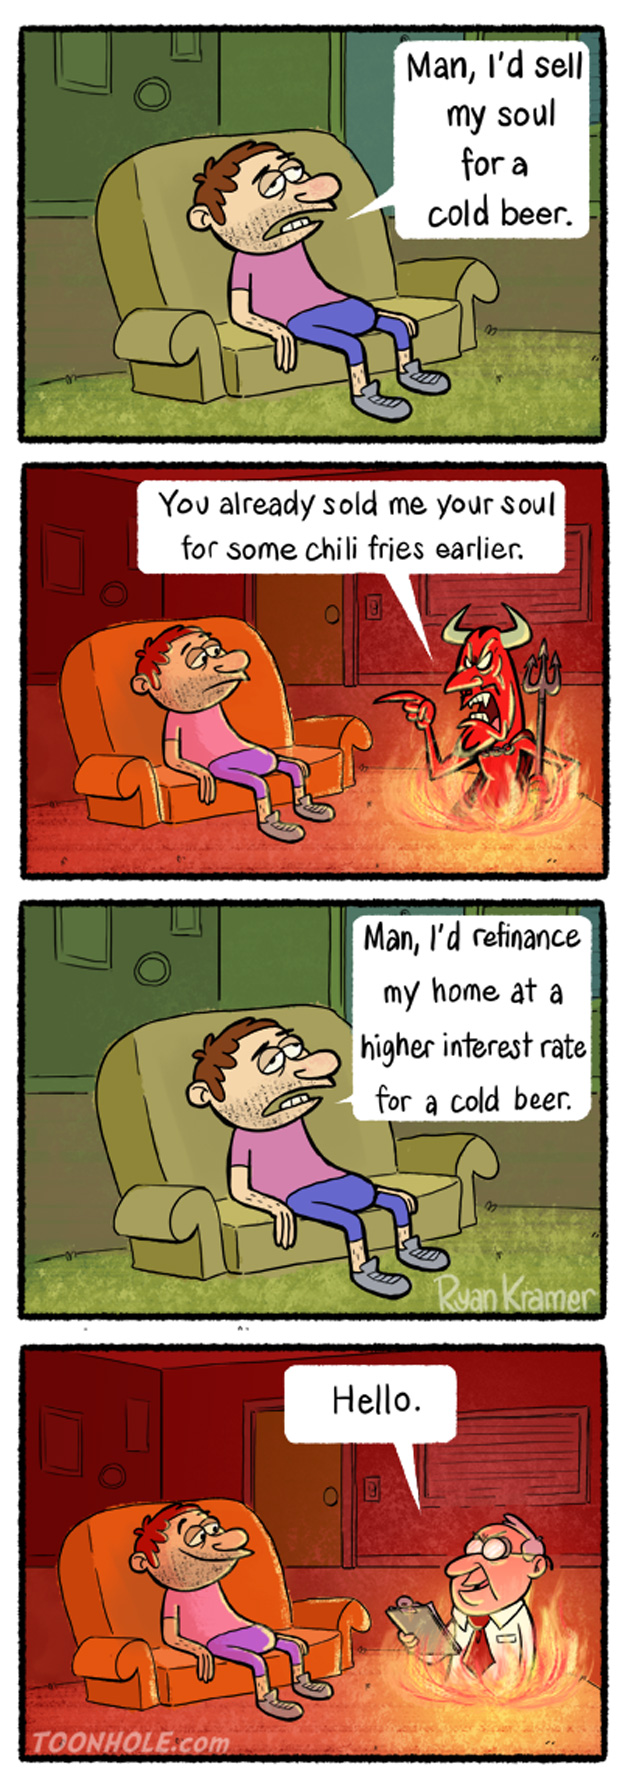 Man, I'd sell
my soul
for a
cold beer.
You already sold me your soul
for some chili fries earlier.
Man, I'd refinance
my home at a
higher interest rate
for a cold beer.
Ryan Kramer
Hello.
TOONHOLE.com